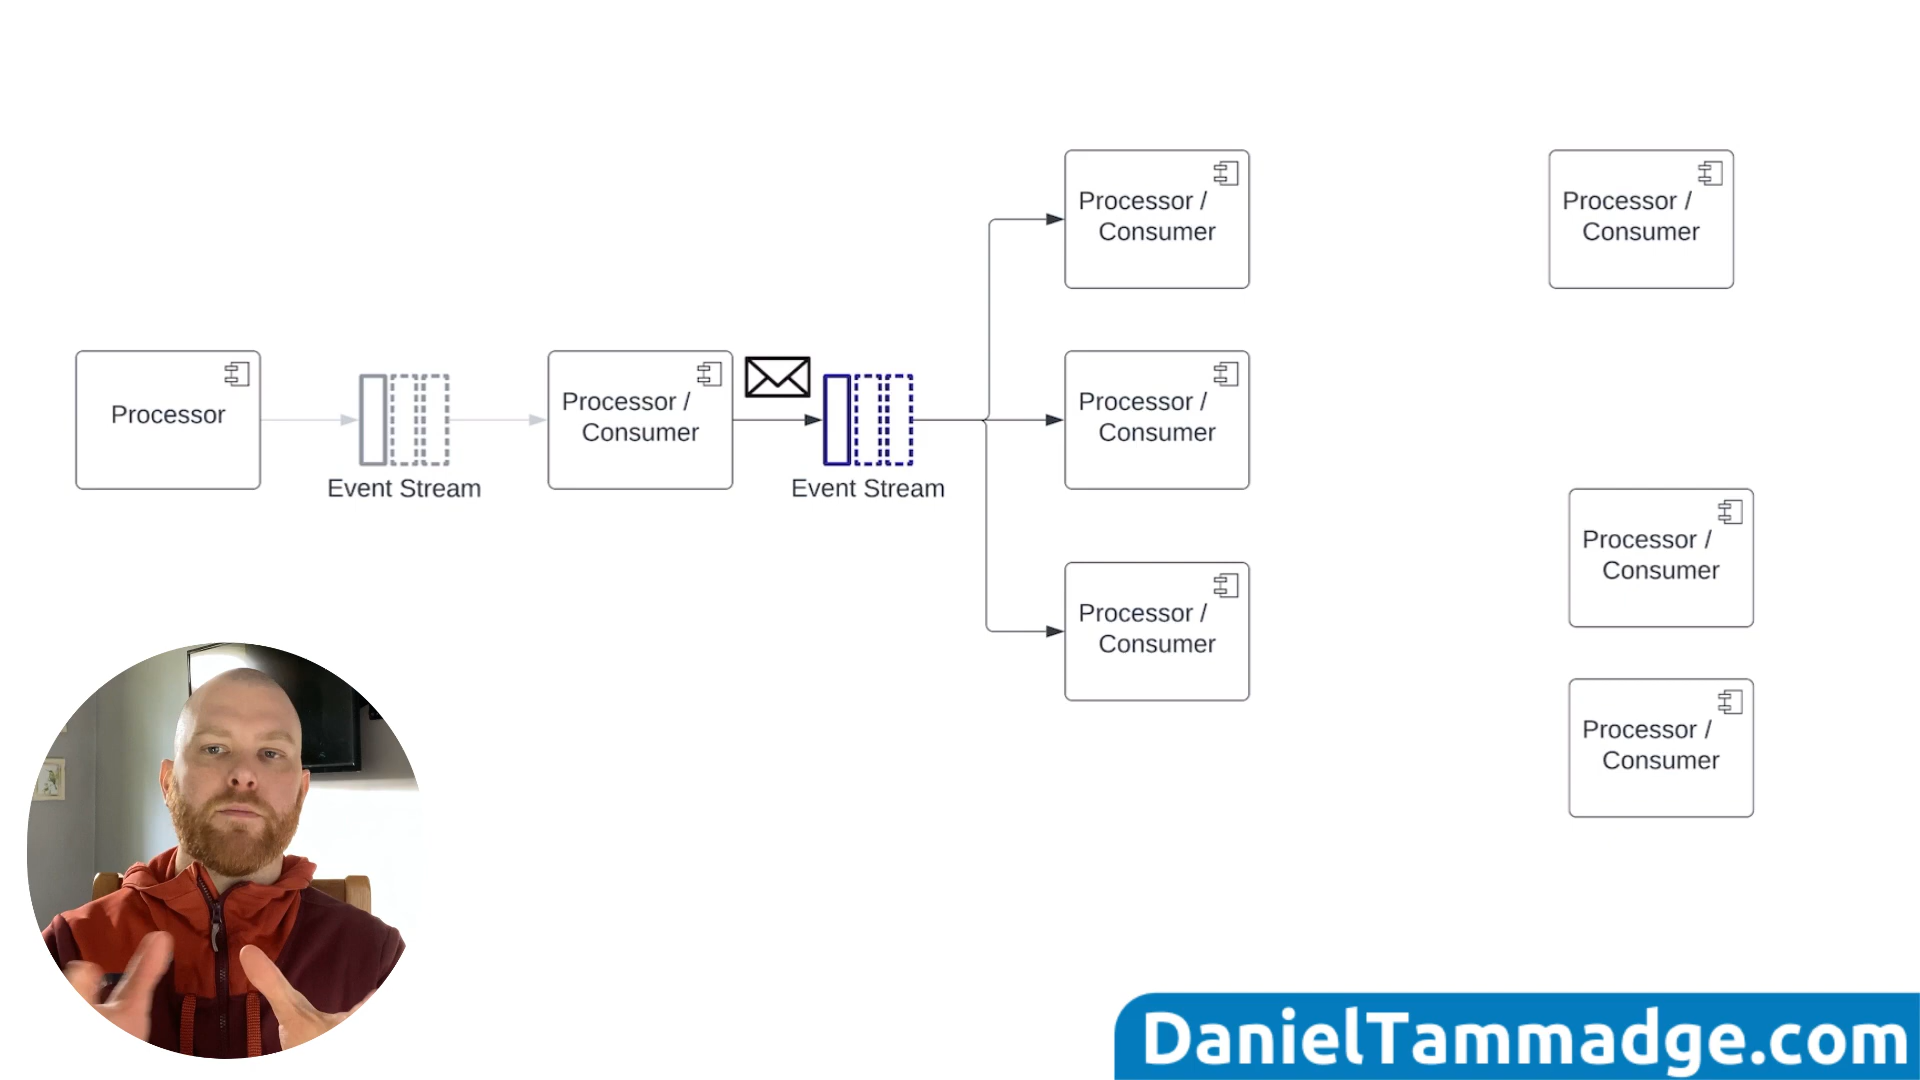 Processor /
Consumer
Processor /
Consumer
Processor
Event Stream
Processor /
Consumer
Event Stream
Processor /
Consumer
Processor /
Consumer
Processor /
Consumer
Processor /
Consumer
DanielTammadge.com